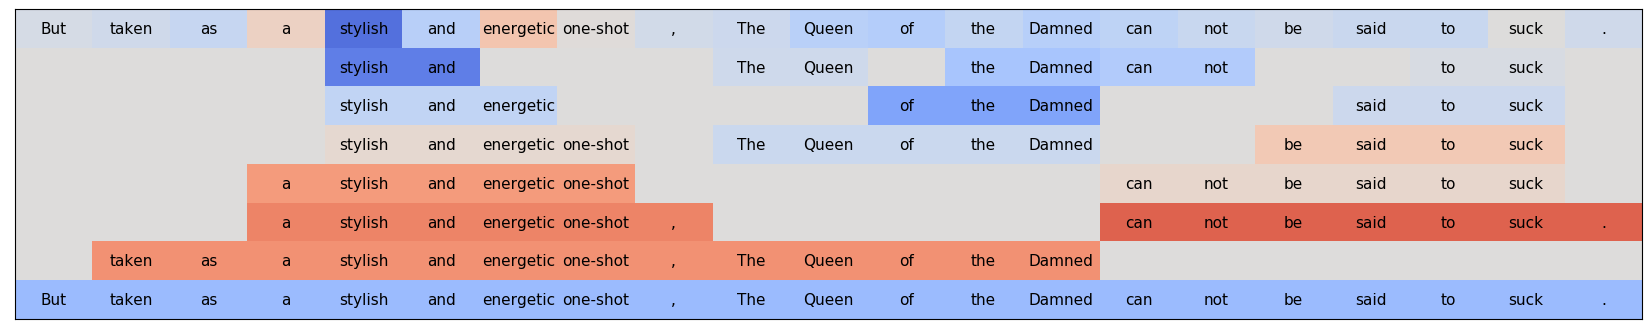 But taken as a stylish and energetic one-shot , The Queen of the Damned can not be said to suck .
stylish and The Queen the Damned can not to suck
stylish and energetic of the Damned said to suck
stylish and energetic one-shot The Queen of the Damned be said to suck
a stylish and energetic one-shot can not be said to suck
a stylish and energetic one-shot , can not be said to suck .
taken as a stylish and energetic one-shot , The Queen of the Damned
But taken as a stylish and energetic one-shot , The Queen of the Damned can not be said to suck .